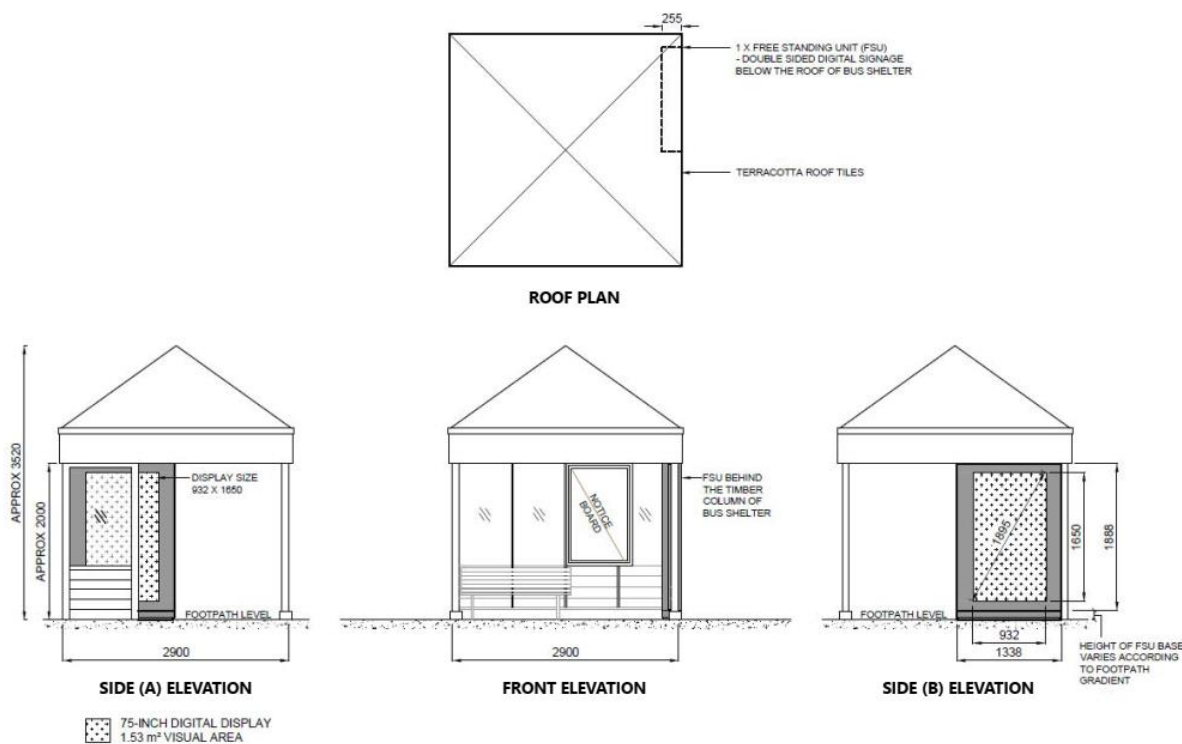 255
1 X FREE STANDING UNIT (FSU)
- DOUBLE SIDED DIGITAL SIGNAGE
BELOW THE ROOF OF BUS SHELTER
TERRACOTTA ROOF TILES
ROOF PLAN
APPROX 3520
APPROX 2000
DISPLAY SIZE
932 X 1650
FOOTPATH LEVEL
2900
SIDE (A) ELEVATION
NOTICE
BOARD
FSU BEHIND
THE TIMBER
COLUMN OF
BUS SHELTER
2900
FRONT ELEVATION
1895
1650
1888
FOOTPATH LEVEL
932
1338
HEIGHT OF FSU BASE
VARIES ACCORDING
TO FOOTPATH
GRADIENT
SIDE (B) ELEVATION
75-INCH DIGITAL DISPLAY
1.53 m² VISUAL AREA